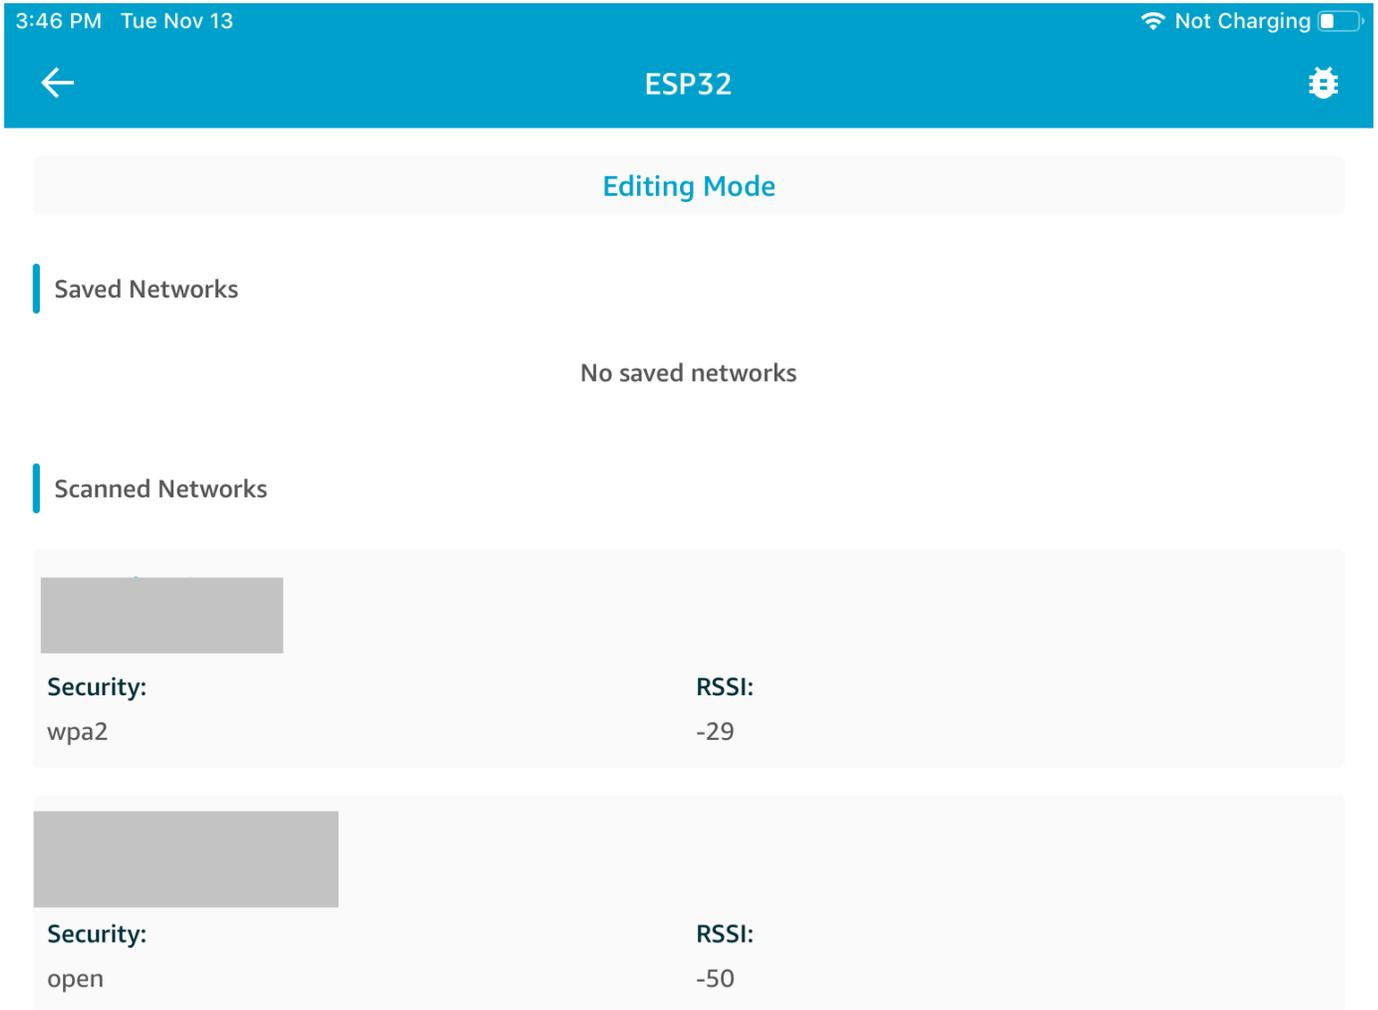 3:46 PM Tue Nov 13 Not Charging
ESP32
Editing Mode
Saved Networks
No saved networks
Scanned Networks
Security: RSSI:
wpa2 -29
Security: RSSI:
open -50